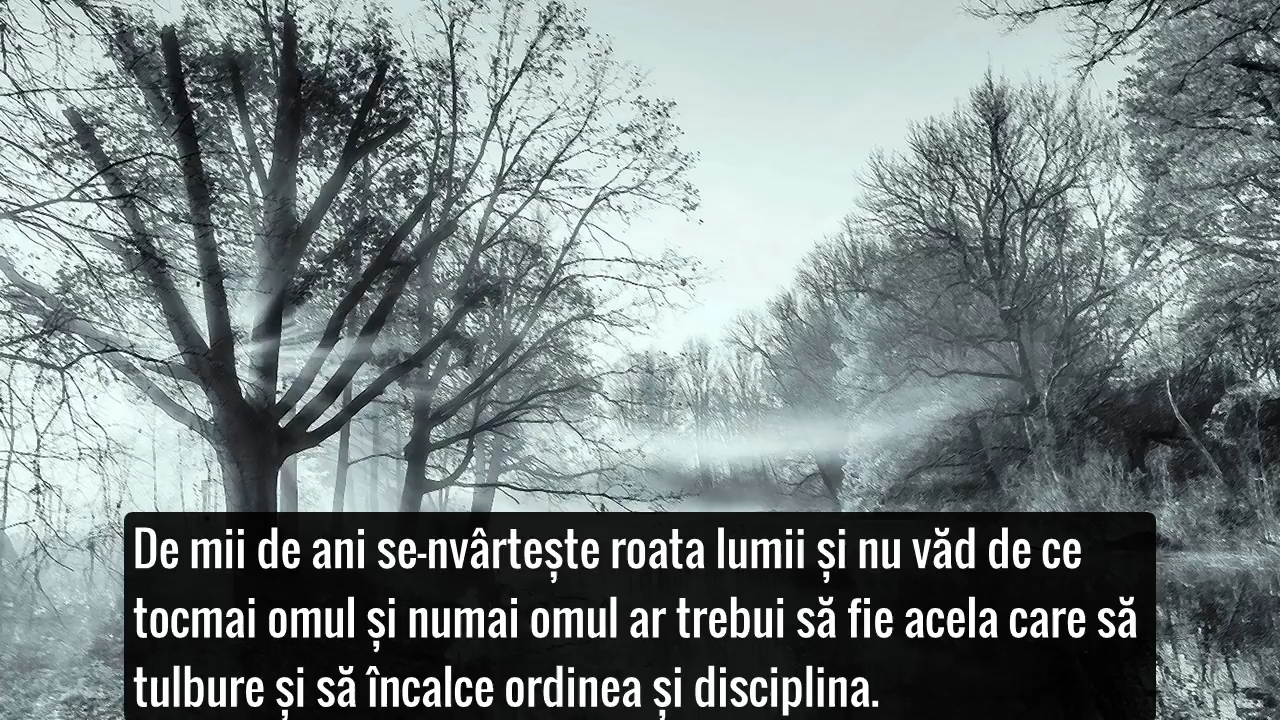 De mii de ani se-nvârtește roata lumii și nu văd de ce
tocmai omul și numai omul ar trebui să fie acela care să
tulbure și să încalce ordinea și disciplina.